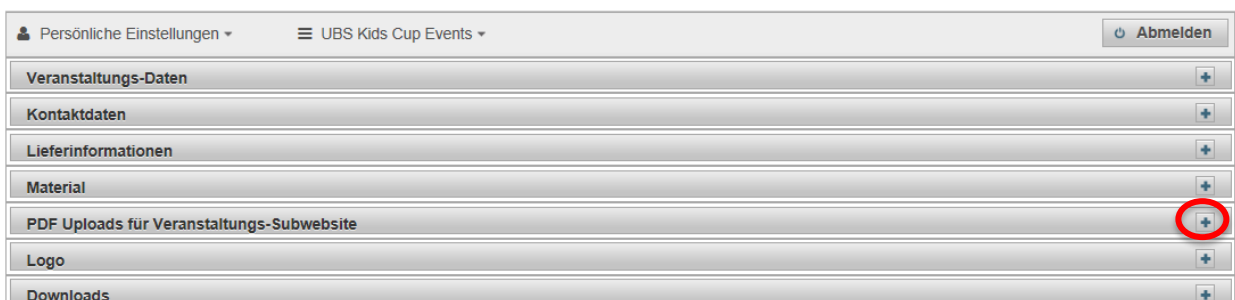 Persönliche Einstellungen UBS Kids Cup Events Abmelden
Veranstaltungs-Daten
Kontaktdaten
Lieferinformationen
Material
PDF Uploads für Veranstaltungs-Subwebsite
Logo
Downloads